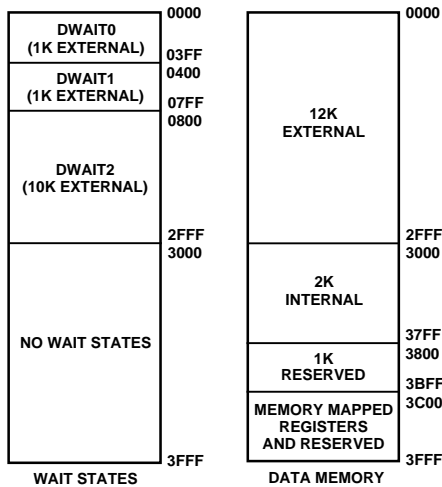 0000
DWAIT0
(1K EXTERNAL)
03FF
0400
DWAIT1
(1K EXTERNAL)
07FF
0800
DWAIT2
(10K EXTERNAL)
2FFF
3000
NO WAIT STATES
3FFF
WAIT STATES
0000
12K
EXTERNAL
2FFF
3000
2K
INTERNAL
37FF
3800
1K
RESERVED
3BFF
3C00
MEMORY MAPPED
REGISTERS
AND RESERVED
3FFF
DATA MEMORY